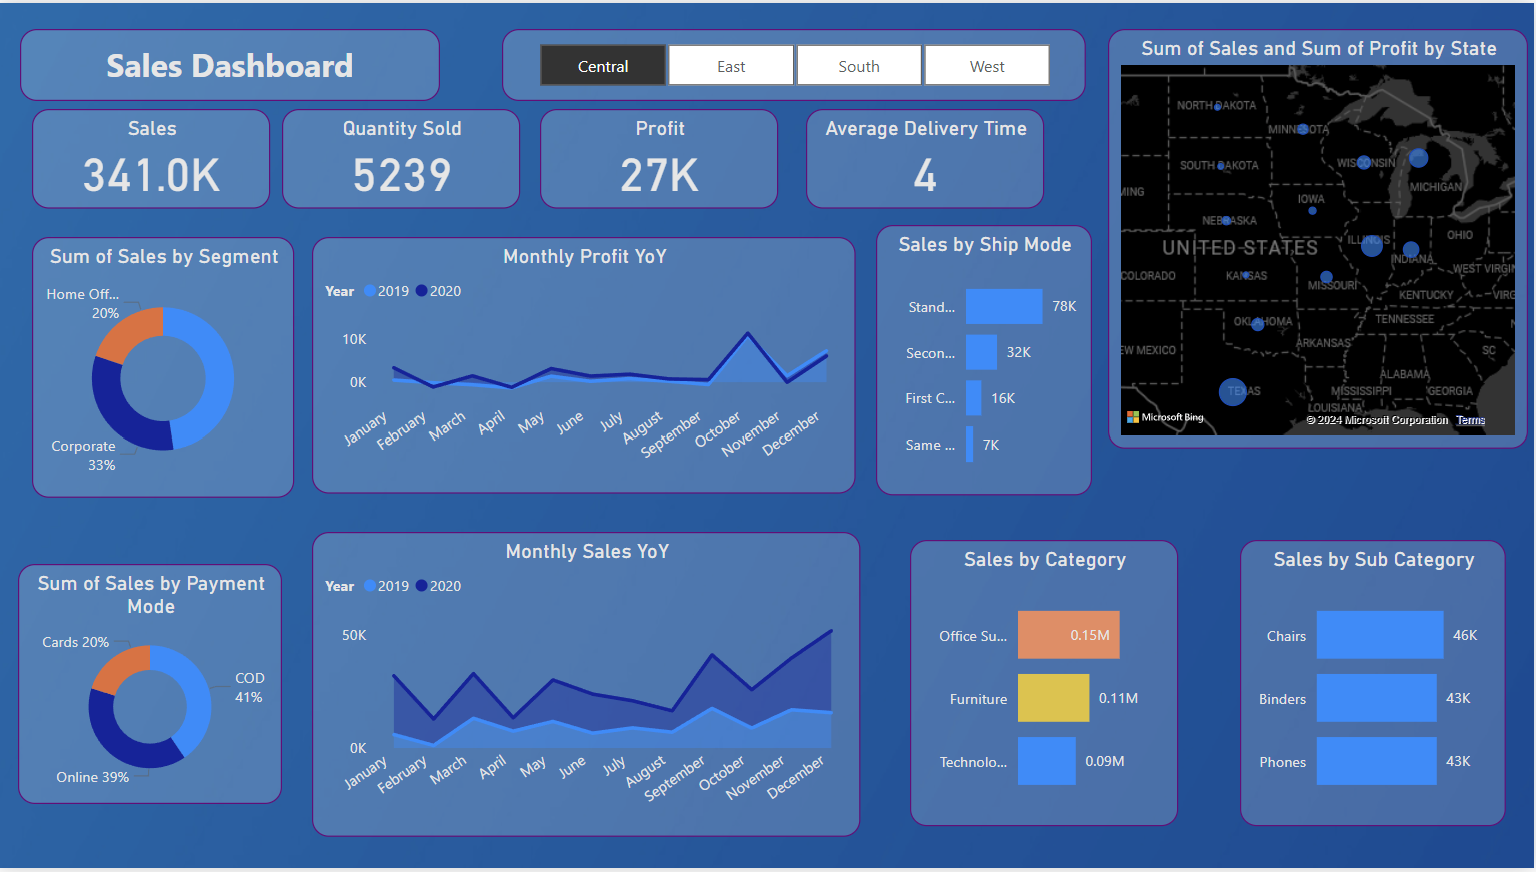 Sales Dashboard
Central
East
South
West
Sum of Sales and Sum of Profit by State
Sales
341.0K
Quantity Sold
5239
Profit
27K
Average Delivery Time
4
NORTH DAKOTA
MINNESOTA
SOUTH DAKOTA
WISCONSIN
MICHIGAN
MING
IOWA
NEBRASKA
UNITED STATES
ILLINOIS
OHIO
INDIANA
COLORADO
KANSAS
MISSOURI
WEST VIRGIN
KENTUCKY
VIRG
OKLAHOMA
TENNESSEE
EW MEXICO
ARKANSAS
SC
ALABAMA
TEXAS
MISSISSIPPI
GEORGIA
LOUISIANA
Microsoft Bing
© 2024 Microsoft Corporation
Terms
Sum of Sales by Segment
Home Off...
20%
Corporate
33%
Monthly Profit YoY
Year 2019 2020
10K
0K
January
February
March
April
May
June
July
August
September
October
November
December
Sales by Ship Mode
Stand... 78K
Secon... 32K
First C... 16K
Same ... 7K
Sum of Sales by Payment
Mode
Cards 20%
COD
41%
Online 39%
Monthly Sales YoY
Year 2019 2020
50K
0K
January
February
March
April
May
June
July
August
September
October
November
December
Sales by Category
Office Su... 0.15M
Furniture 0.11M
Technolo... 0.09M
Sales by Sub Category
Chairs 46K
Binders 43K
Phones 43K